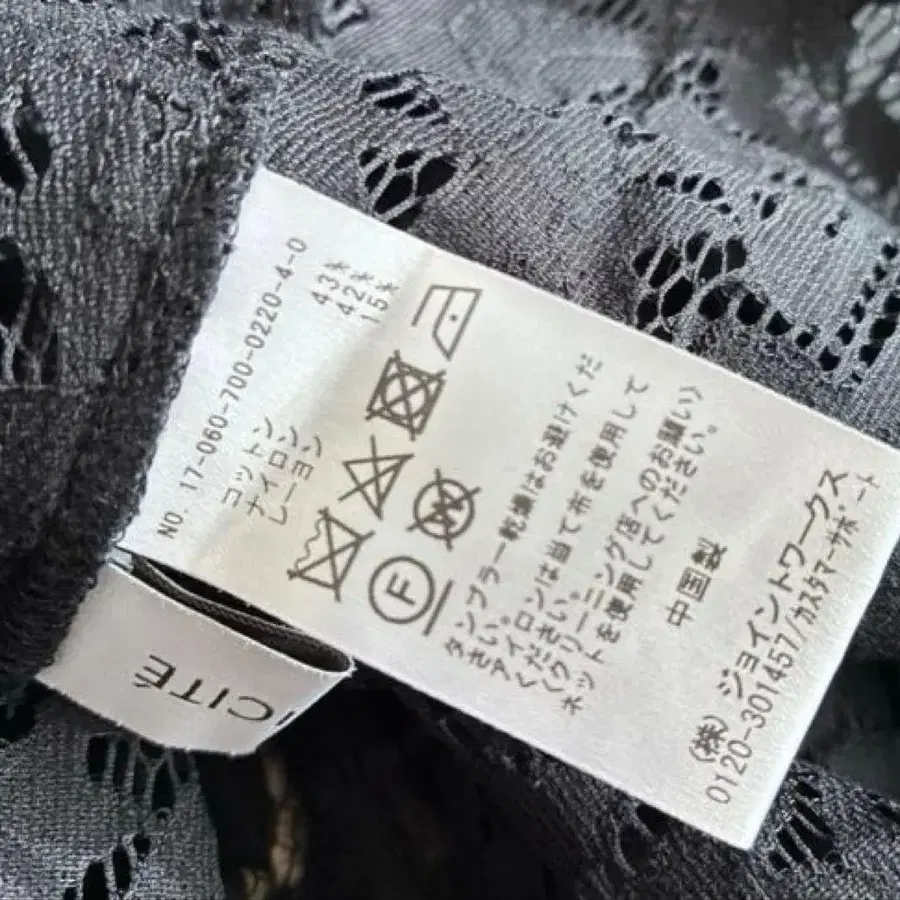 NO. 17-060-700-0220-4-0
コットン 43%
ナイロン 42%
レーヨン 15%
F
W
タンブラー乾燥はお避けくだ
さい。
アイロンは当て布を使用して
ください。
〈クリーニング店へのお願い〉
ネットを使用してください。
中国製
(株) ジョイントワークス
0120-301457/カスタマーサポート
ICITÉ